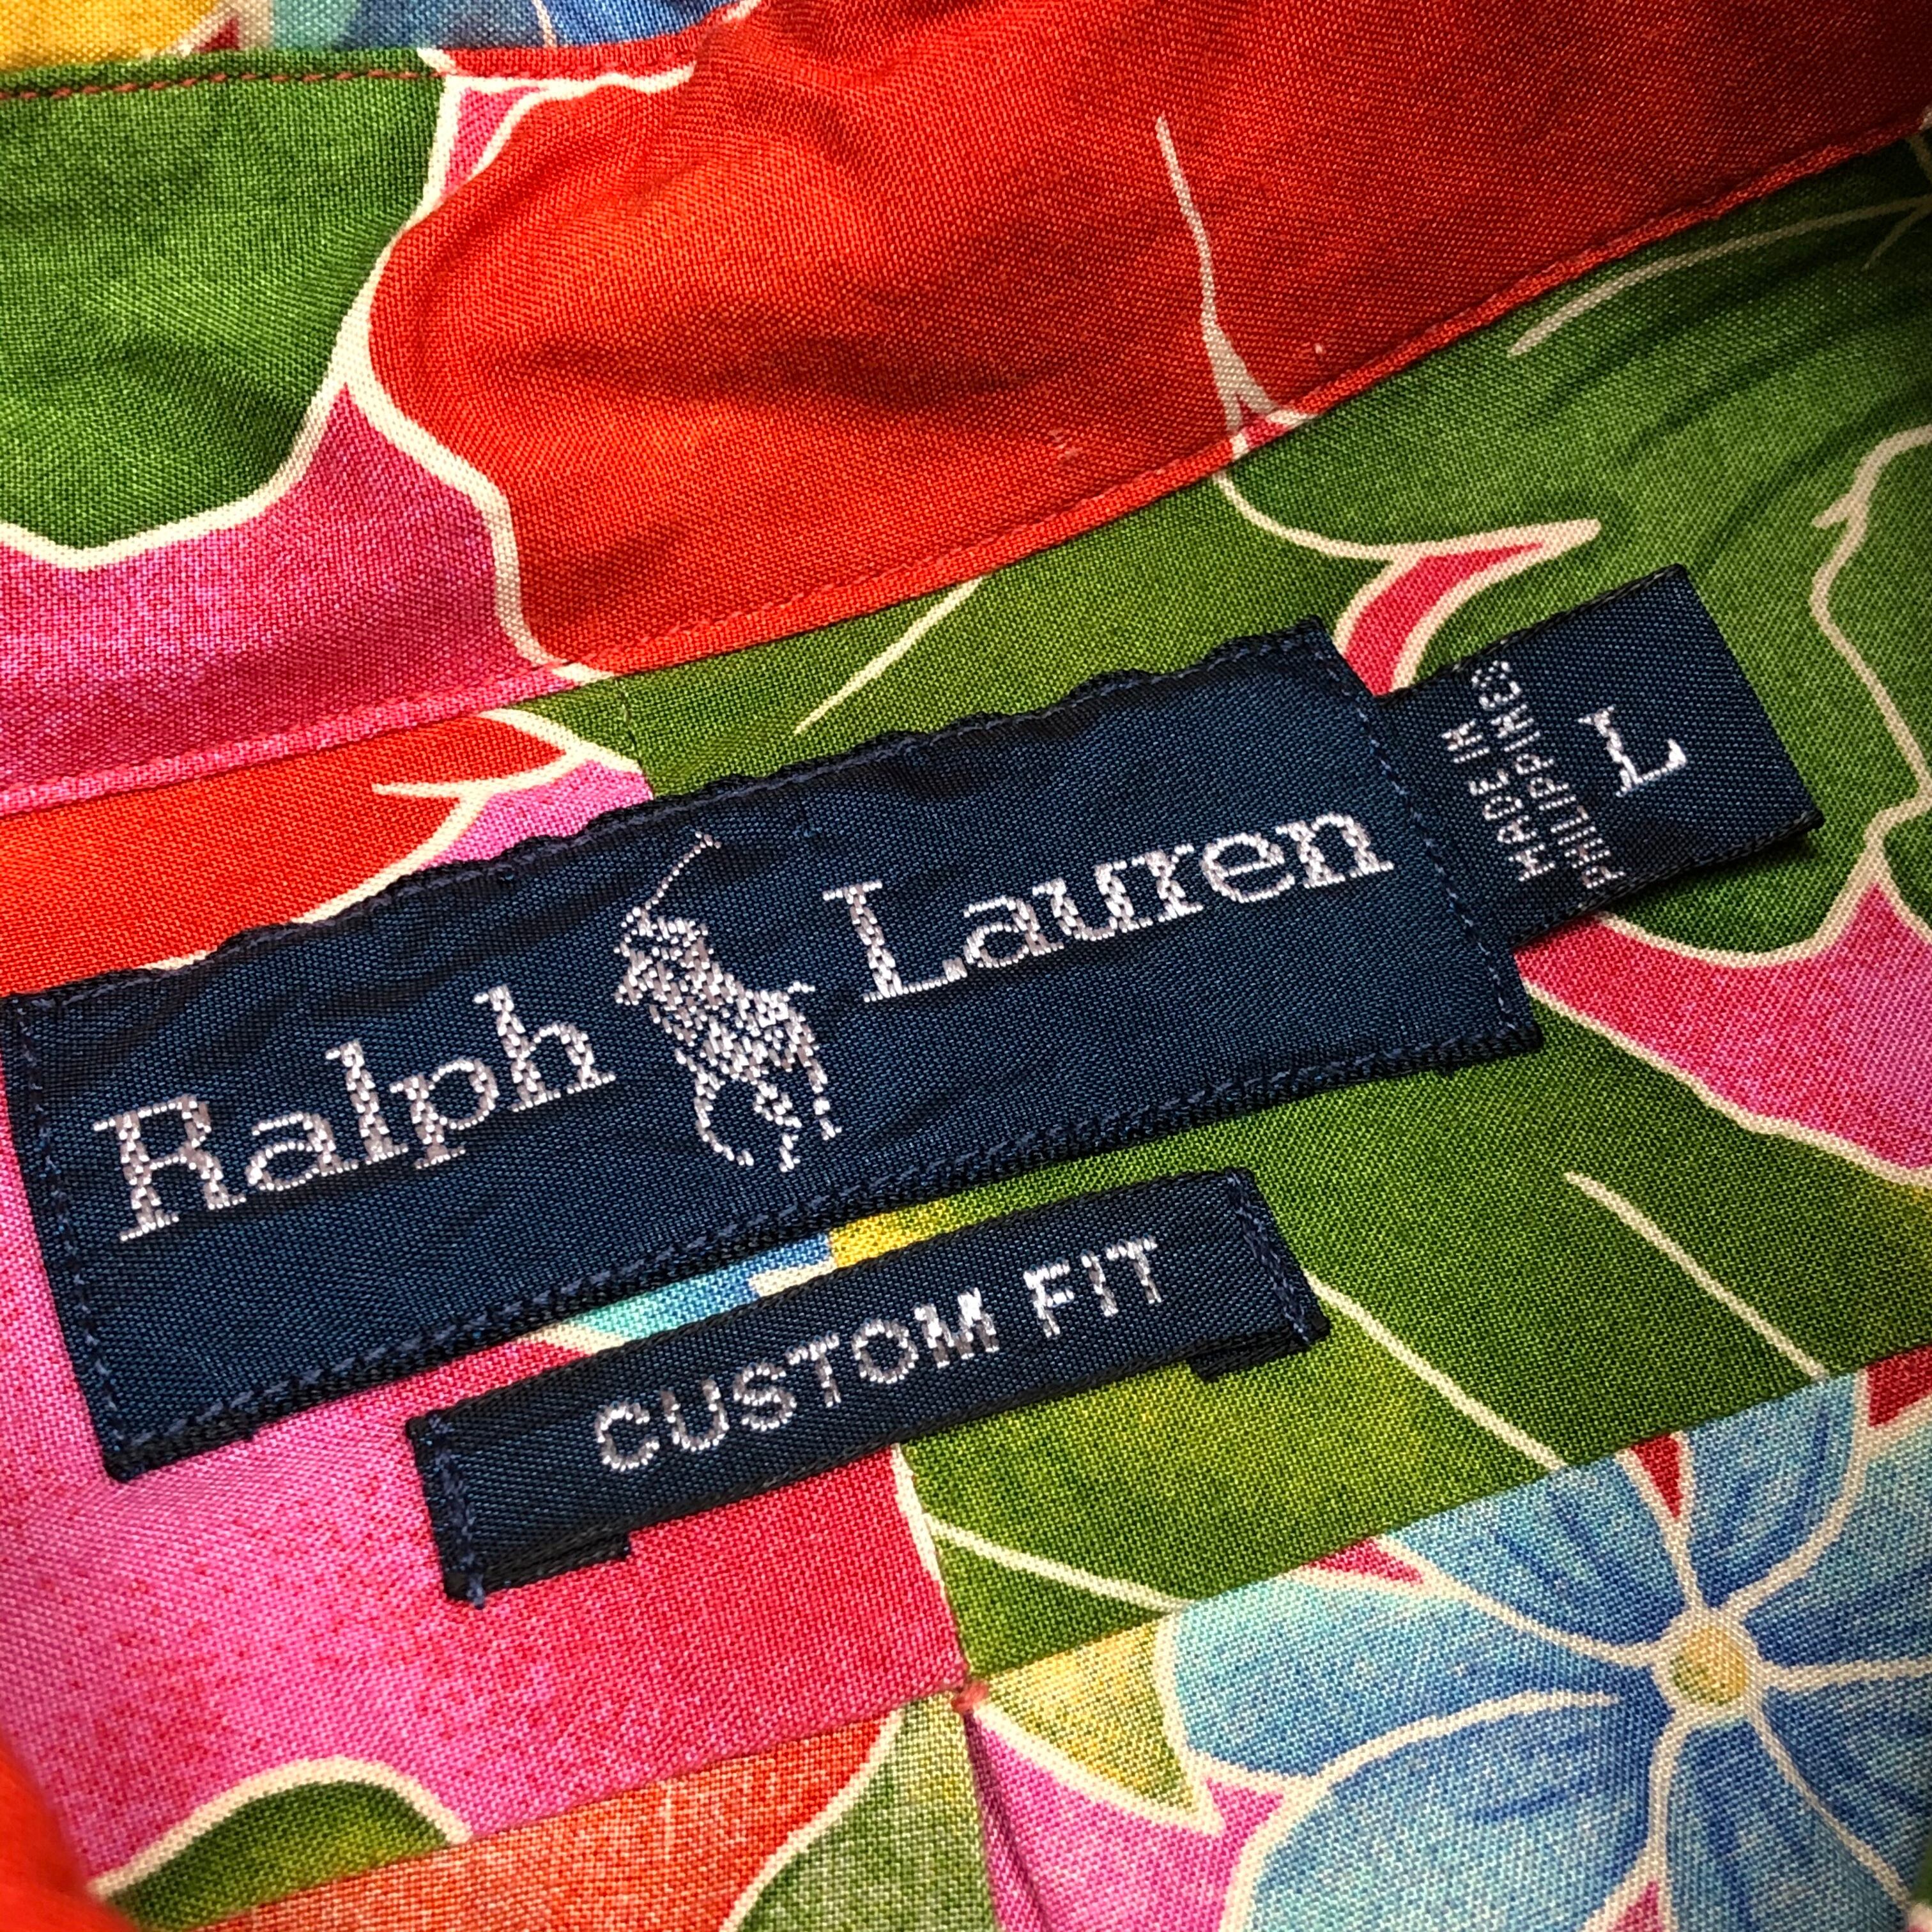 Ralph Lauren
CUSTOM FIT
MADE IN
PHILIPPINES
L